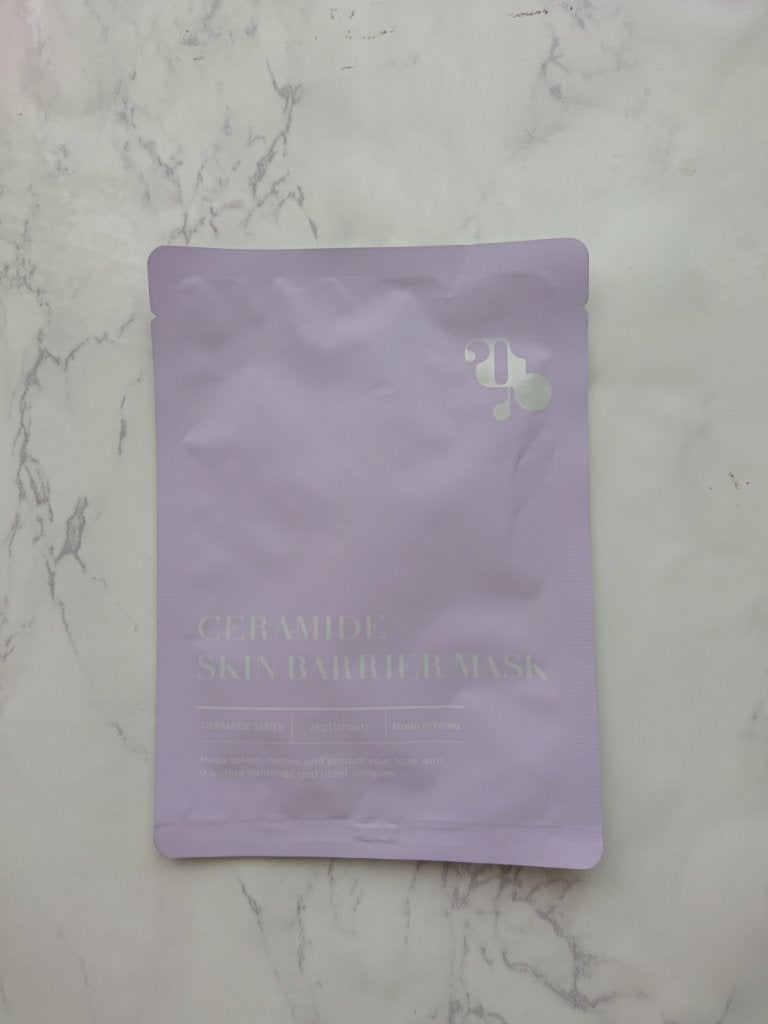 CERAMIDE
SKIN BARRIER MASK
CERAMIDE SERIES 25g (1sheet) Made in Korea
Helps soften, restore and protect your face with
a unique ceramide and plant complex.